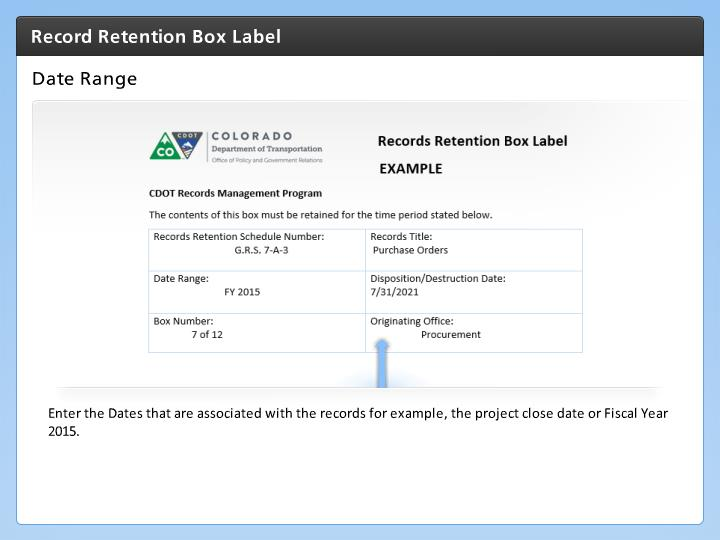 Record Retention Box Label
Date Range
CDOT
CO
COLORADO
Department of Transportation
Office of Policy and Government Relations
Records Retention Box Label
EXAMPLE
CDOT Records Management Program
The contents of this box must be retained for the time period stated below.
Records Retention Schedule Number:
G.R.S. 7-A-3
Records Title:
Purchase Orders
Date Range:
FY 2015
Disposition/Destruction Date:
7/31/2021
Box Number:
7 of 12
Originating Office:
Procurement
Enter the Dates that are associated with the records for example, the project close date or Fiscal Year
2015.